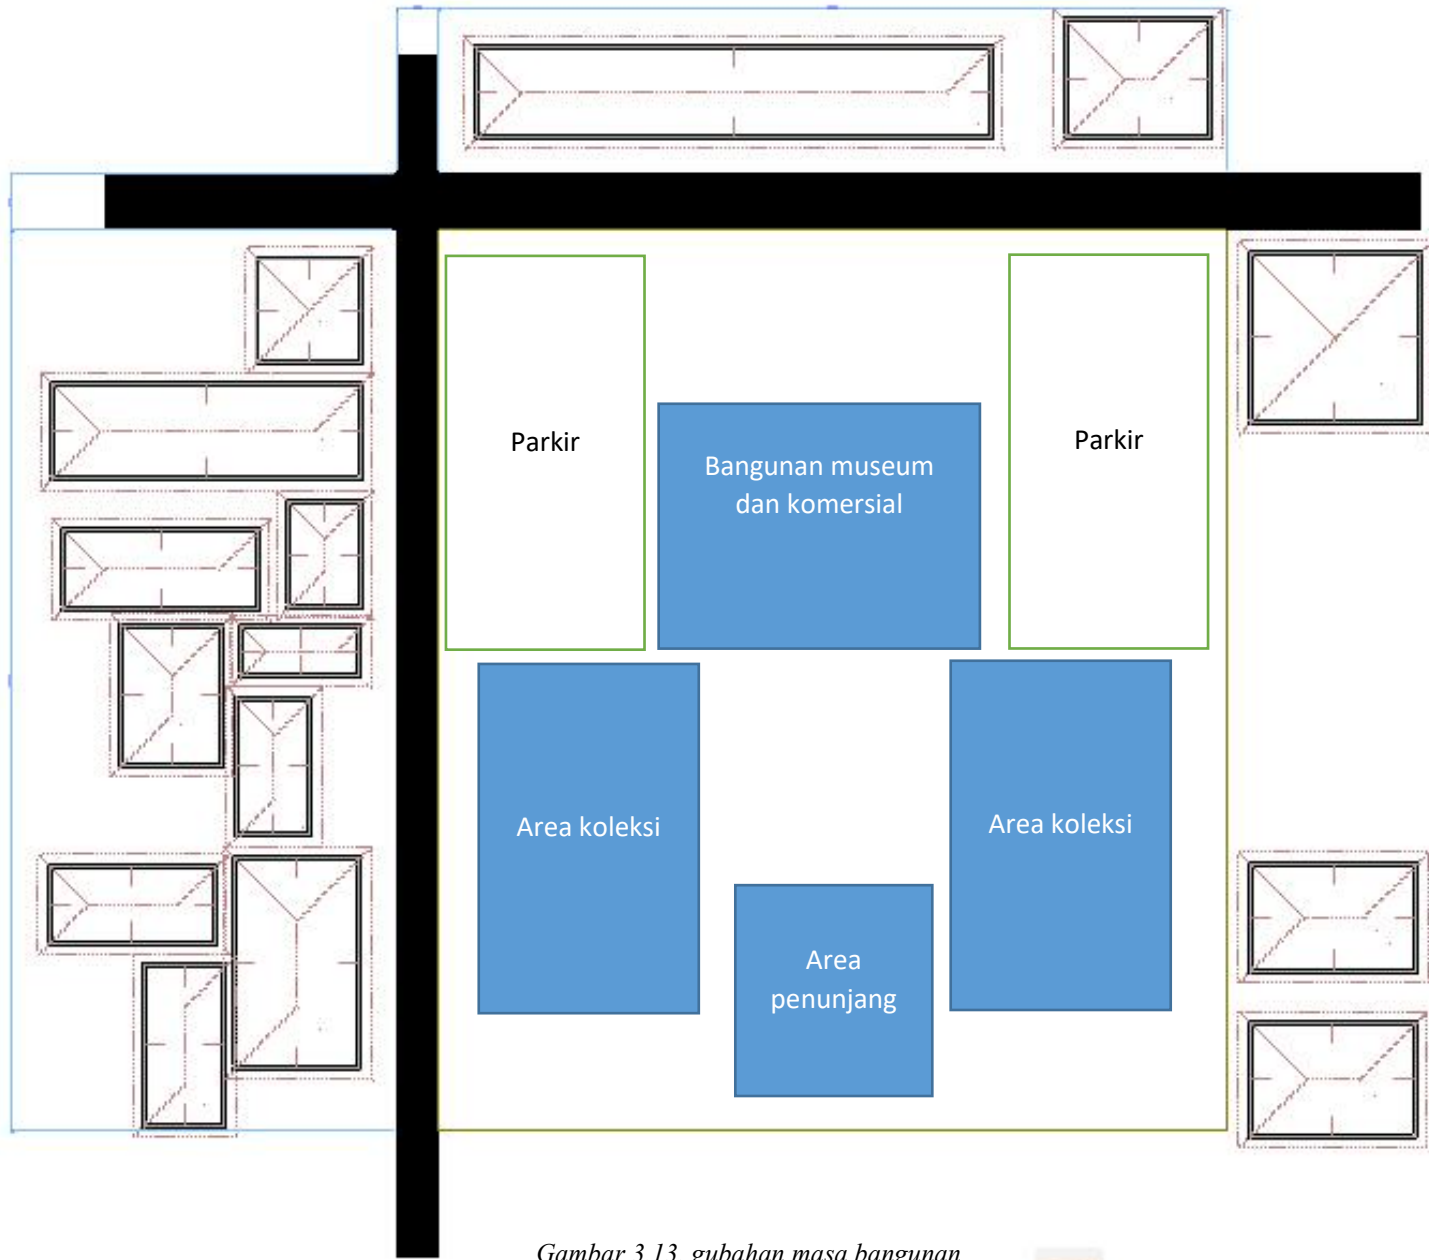 Parkir
Parkir
Bangunan museum
dan komersial
Area koleksi
Area koleksi
Area
penunjang
Gambar 3.13. gubahan masa bangunan